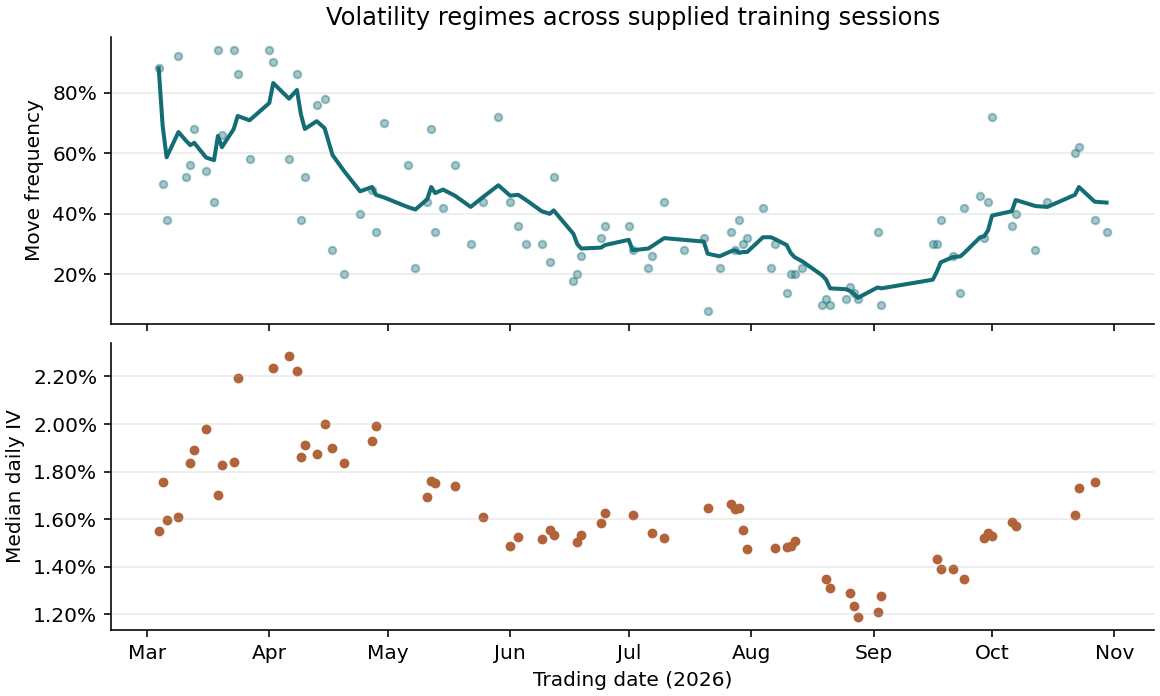 Volatility regimes across supplied training sessions
Move frequency
80%
60%
40%
20%
Median daily IV
2.20%
2.00%
1.80%
1.60%
1.40%
1.20%
Mar Apr May Jun Jul Aug Sep Oct Nov
Trading date (2026)